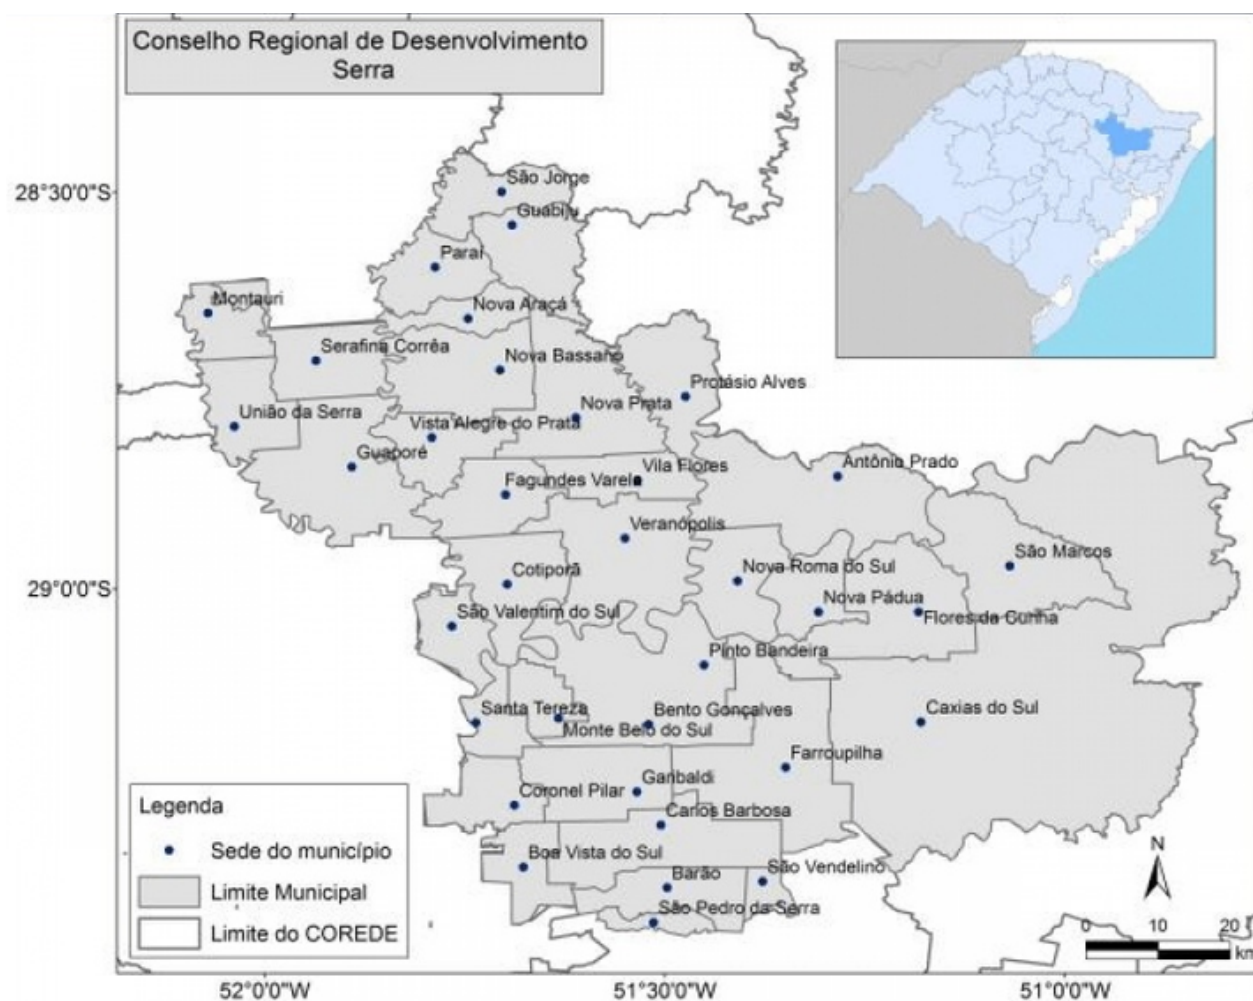 Conselho Regional de Desenvolvimento
Serra
28°30'0"S
São Jorge
Guabiju
Paraí
Montauri
Nova Araçá
Serafina Corrêa
Nova Bassano
Protásio Alves
União da Serra
Nova Prata
Vista Alegre do Prata
Guaporé
Vila Flores
Antônio Prado
Fagundes Varela
Veranópolis
São Marcos
29°0'0"S
Cotiporã
Nova Roma do Sul
São Valentim do Sul
Nova Pádua
Flores da Cunha
Pinto Bandeira
Santa Tereza
Bento Gonçalves
Caxias do Sul
Monte Belo do Sul
Farroupilha
Coronel Pilar
Garibaldi
Carlos Barbosa
Boa Vista do Sul
Barão
São Vendelino
São Pedro da Serra
Legenda
Sede do município
Limite Municipal
Limite do COREDE
N
0 10 20
km
52°0'0"W
51°30'0"W
51°0'0"W